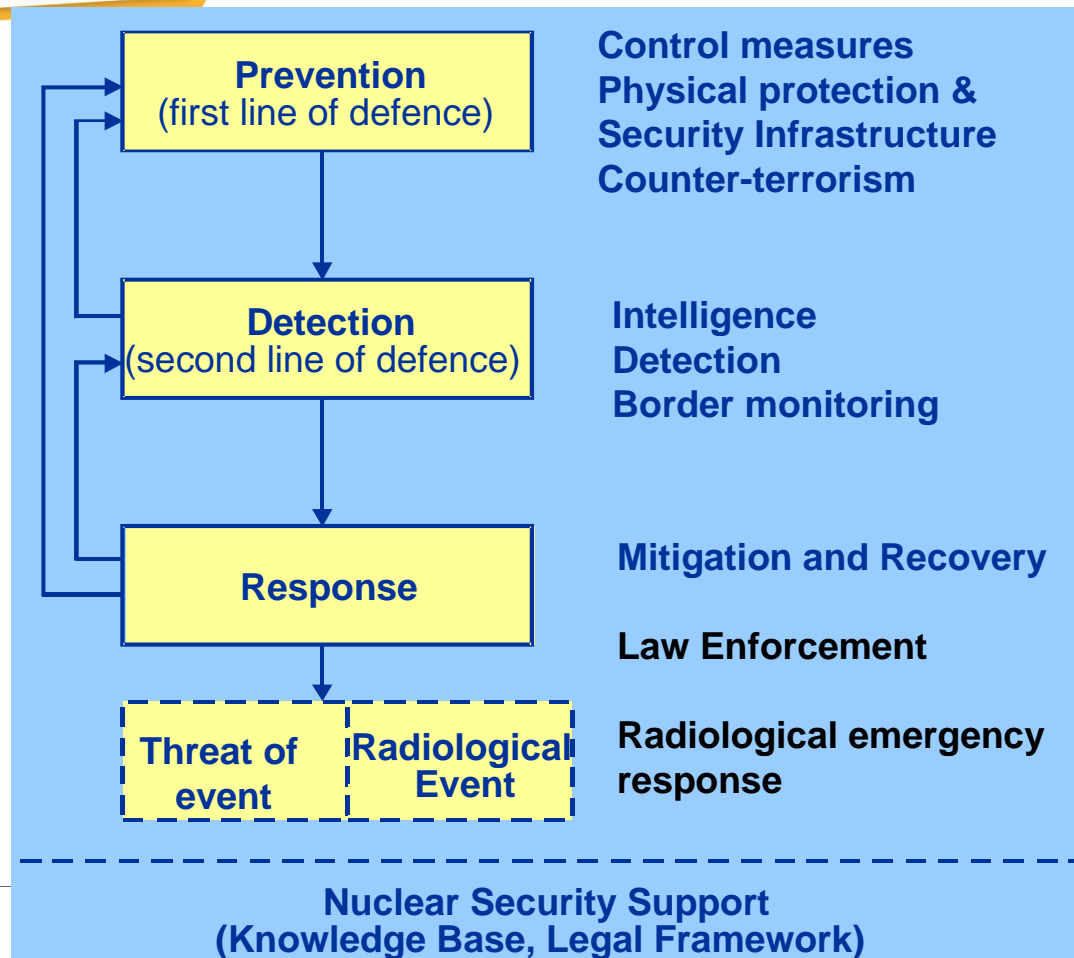 Prevention
(first line of defence)
Control measures
Physical protection &
Security Infrastructure
Counter-terrorism
Detection
(second line of defence)
Intelligence
Detection
Border monitoring
Response
Mitigation and Recovery
Law Enforcement
Threat of
event
Radiological
Event
Radiological emergency
response
Nuclear Security Support
(Knowledge Base, Legal Framework)